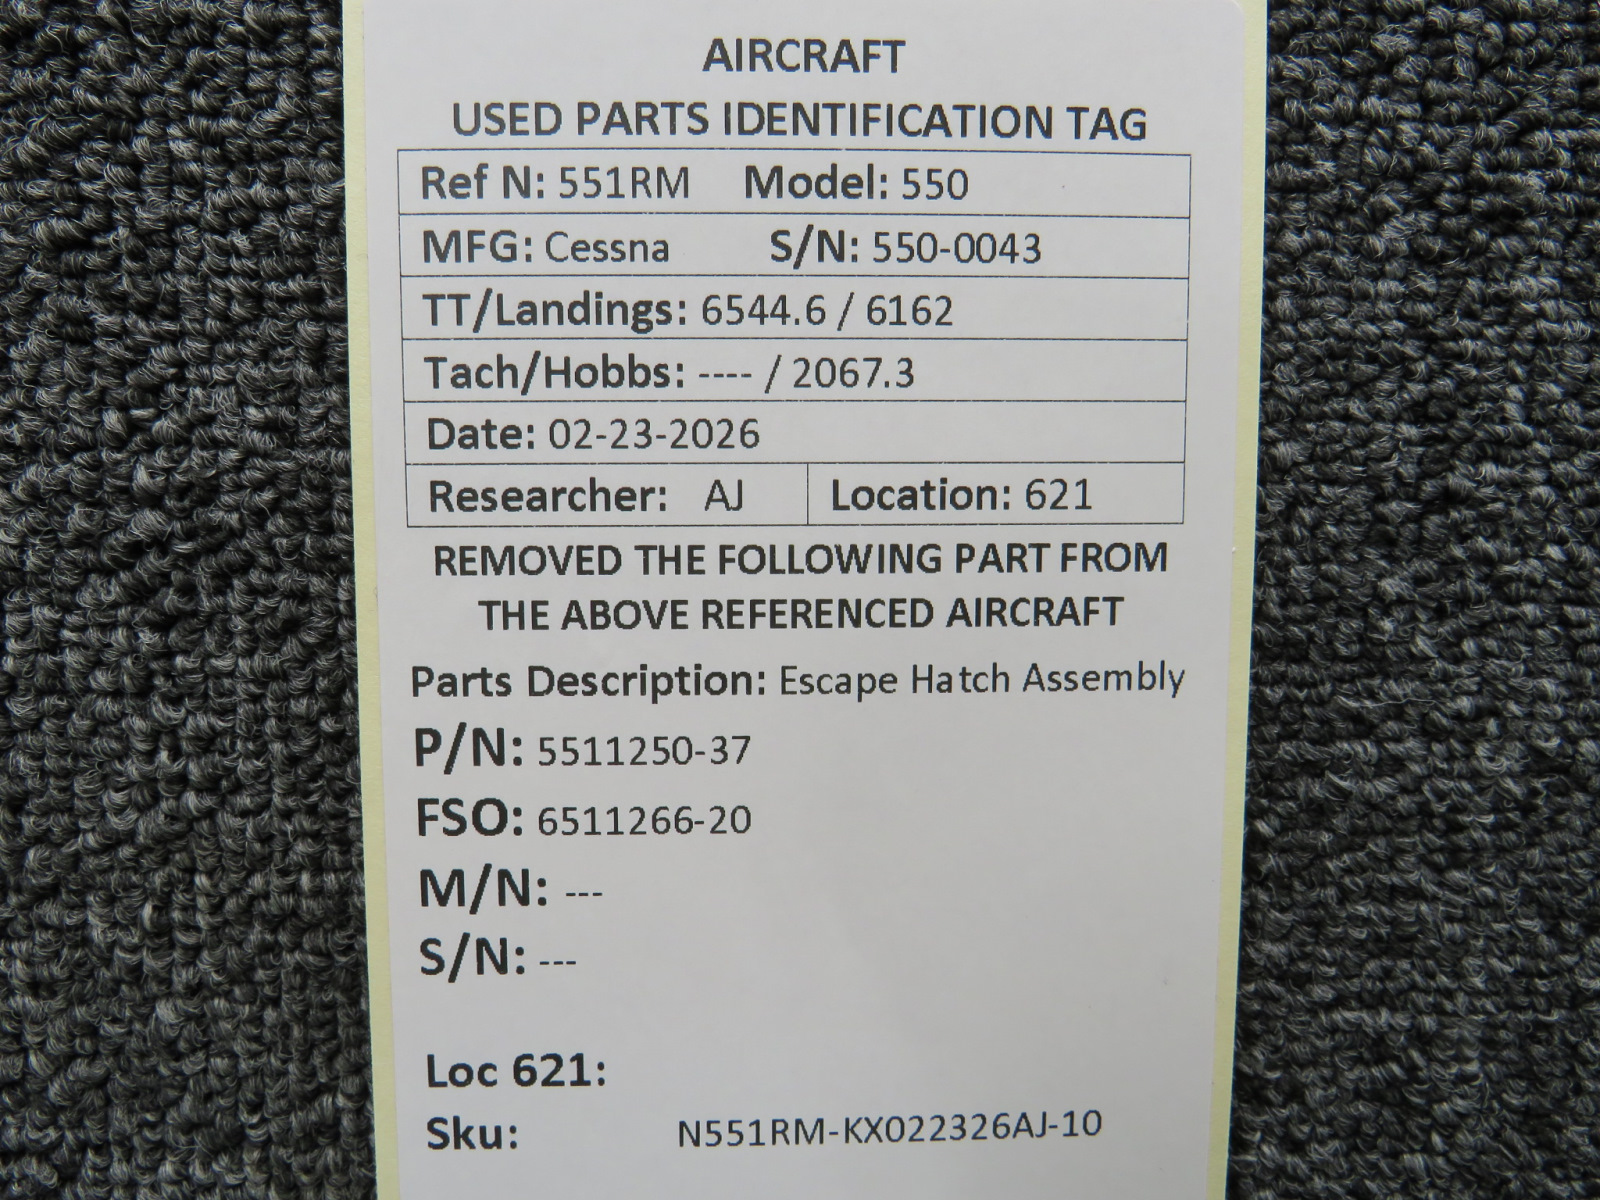 AIRCRAFT
USED PARTS IDENTIFICATION TAG
Ref N: 551RM Model: 550
MFG: Cessna S/N: 550-0043
TT/Landings: 6544.6 / 6162
Tach/Hobbs: ---- / 2067.3
Date: 02-23-2026
Researcher: AJ Location: 621
REMOVED THE FOLLOWING PART FROM
THE ABOVE REFERENCED AIRCRAFT
Parts Description: Escape Hatch Assembly
P/N: 5511250-37
FSO: 6511266-20
M/N: ---
S/N: ---
Loc 621:
Sku: N551RM-KX022326AJ-10